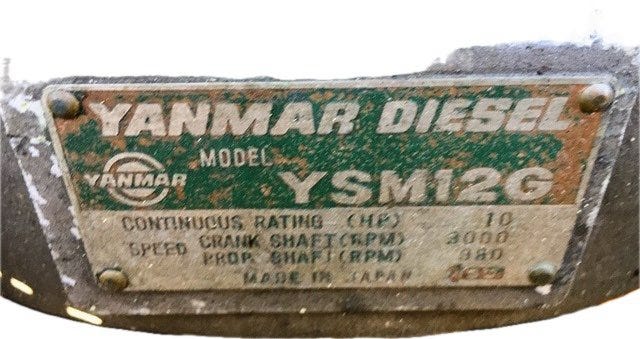 YANMAR DIESEL
MODEL
YANMAR
YSM12G
CONTINUOUS RATING (HP) 10
SPEED CRANK SHAFT(RPM) 3000
PROP. SHAFT(RPM) 980
MADE IN JAPAN